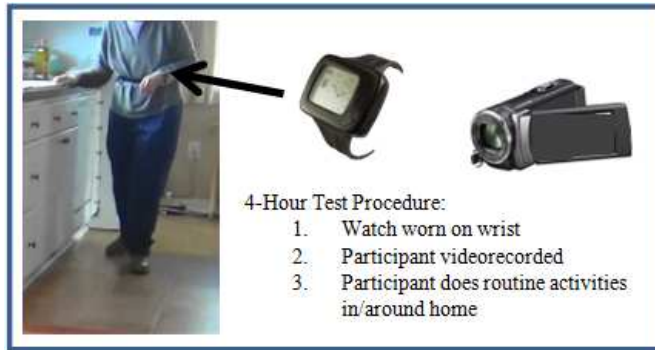 4-Hour Test Procedure:
1. Watch worn on wrist
2. Participant videorecorded
3. Participant does routine activities
in/around home